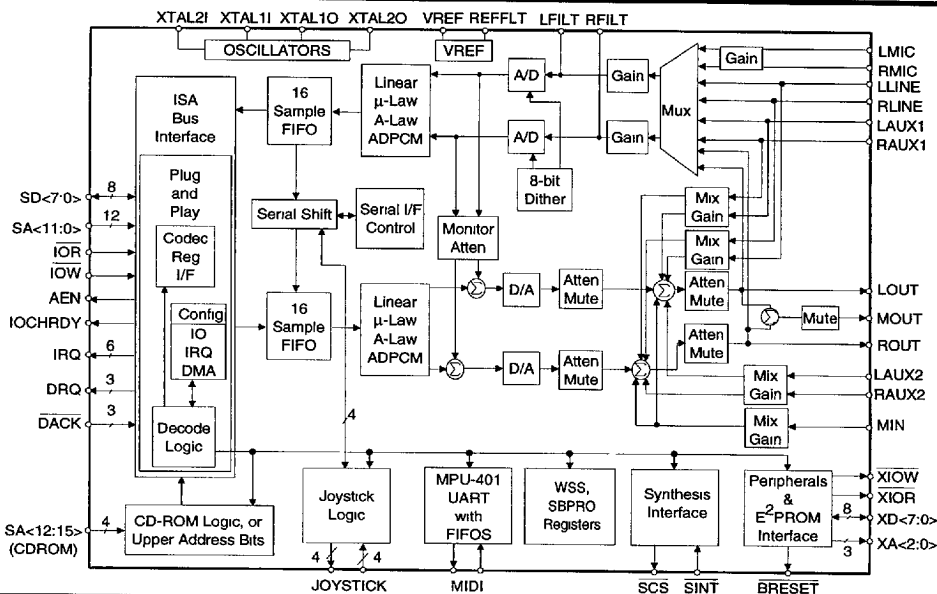 XTAL2I XTAL1I XTAL1O XTAL2O VREF REFFLT LFILT RFILT
OSCILLATORS
VREF
ISA
Bus
Interface
16
Sample
FIFO
Linear
µ-Law
A-Law
ADPCM
A/D
A/D
Gain
Gain
Mux
Gain
LMIC
RMIC
LLINE
RLINE
LAUX1
RAUX1
8-bit
Dither
Plug
and
Play
Codec
Reg
I/F
Config
IO
IRQ
DMA
Decode
Logic
Serial Shift
Serial I/F
Control
Monitor
Atten
Mix
Gain
Mix
Gain
16
Sample
FIFO
Linear
µ-Law
A-Law
ADPCM
Σ
D/A
Atten
Mute
Σ
Atten
Mute
Σ
D/A
Atten
Mute
Σ
Atten
Mute
Σ
Mute
Mix
Gain
Mix
Gain
SD<7:0> 8
SA<11:0> 12
IOR
IOW
AEN
IOCHRDY
IRQ 6
DRQ 3
DACK 3
LOUT
MOUT
ROUT
LAUX2
RAUX2
MIN
4
SA<12:15> 4
(CDROM)
CD-ROM Logic, or
Upper Address Bits
Joystick
Logic
MPU-401
UART
with
FIFOS
WSS,
SBPRO
Registers
Synthesis
Interface
Peripherals
&
E2PROM
Interface
XIOW
XIOR
8 XD<7:0>
3 XA<2:0>
4 4
JOYSTICK MIDI SCS SINT BRESET